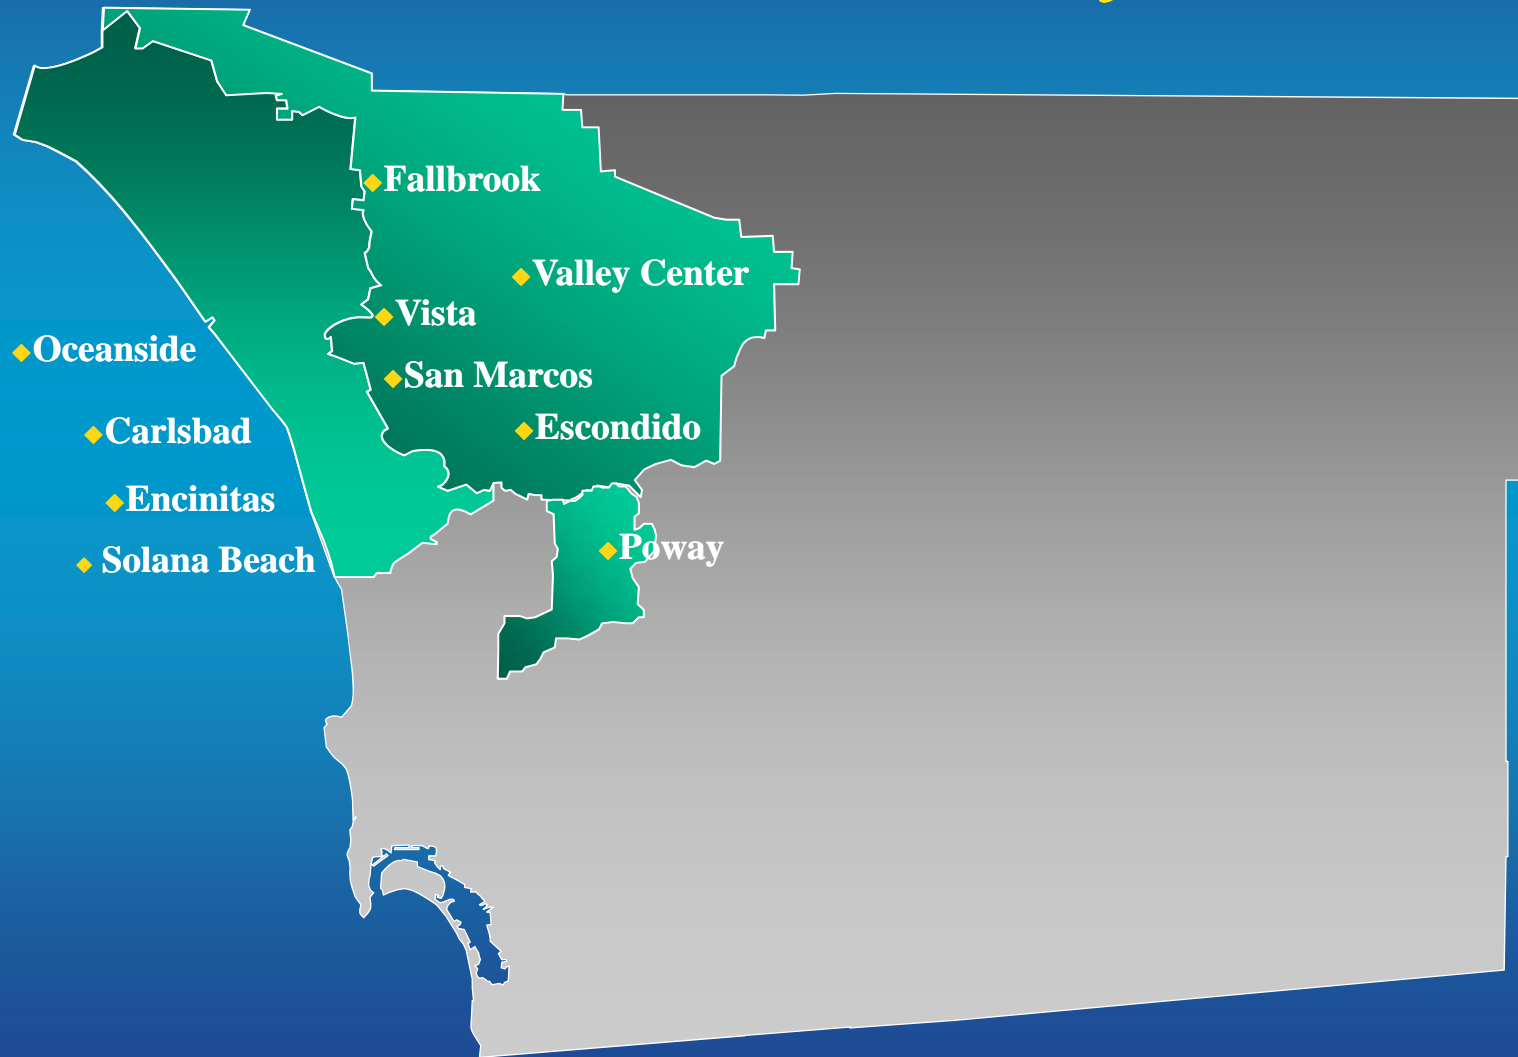 Fallbrook
Valley Center
Vista
Oceanside
San Marcos
Escondido
Carlsbad
Encinitas
Poway
Solana Beach